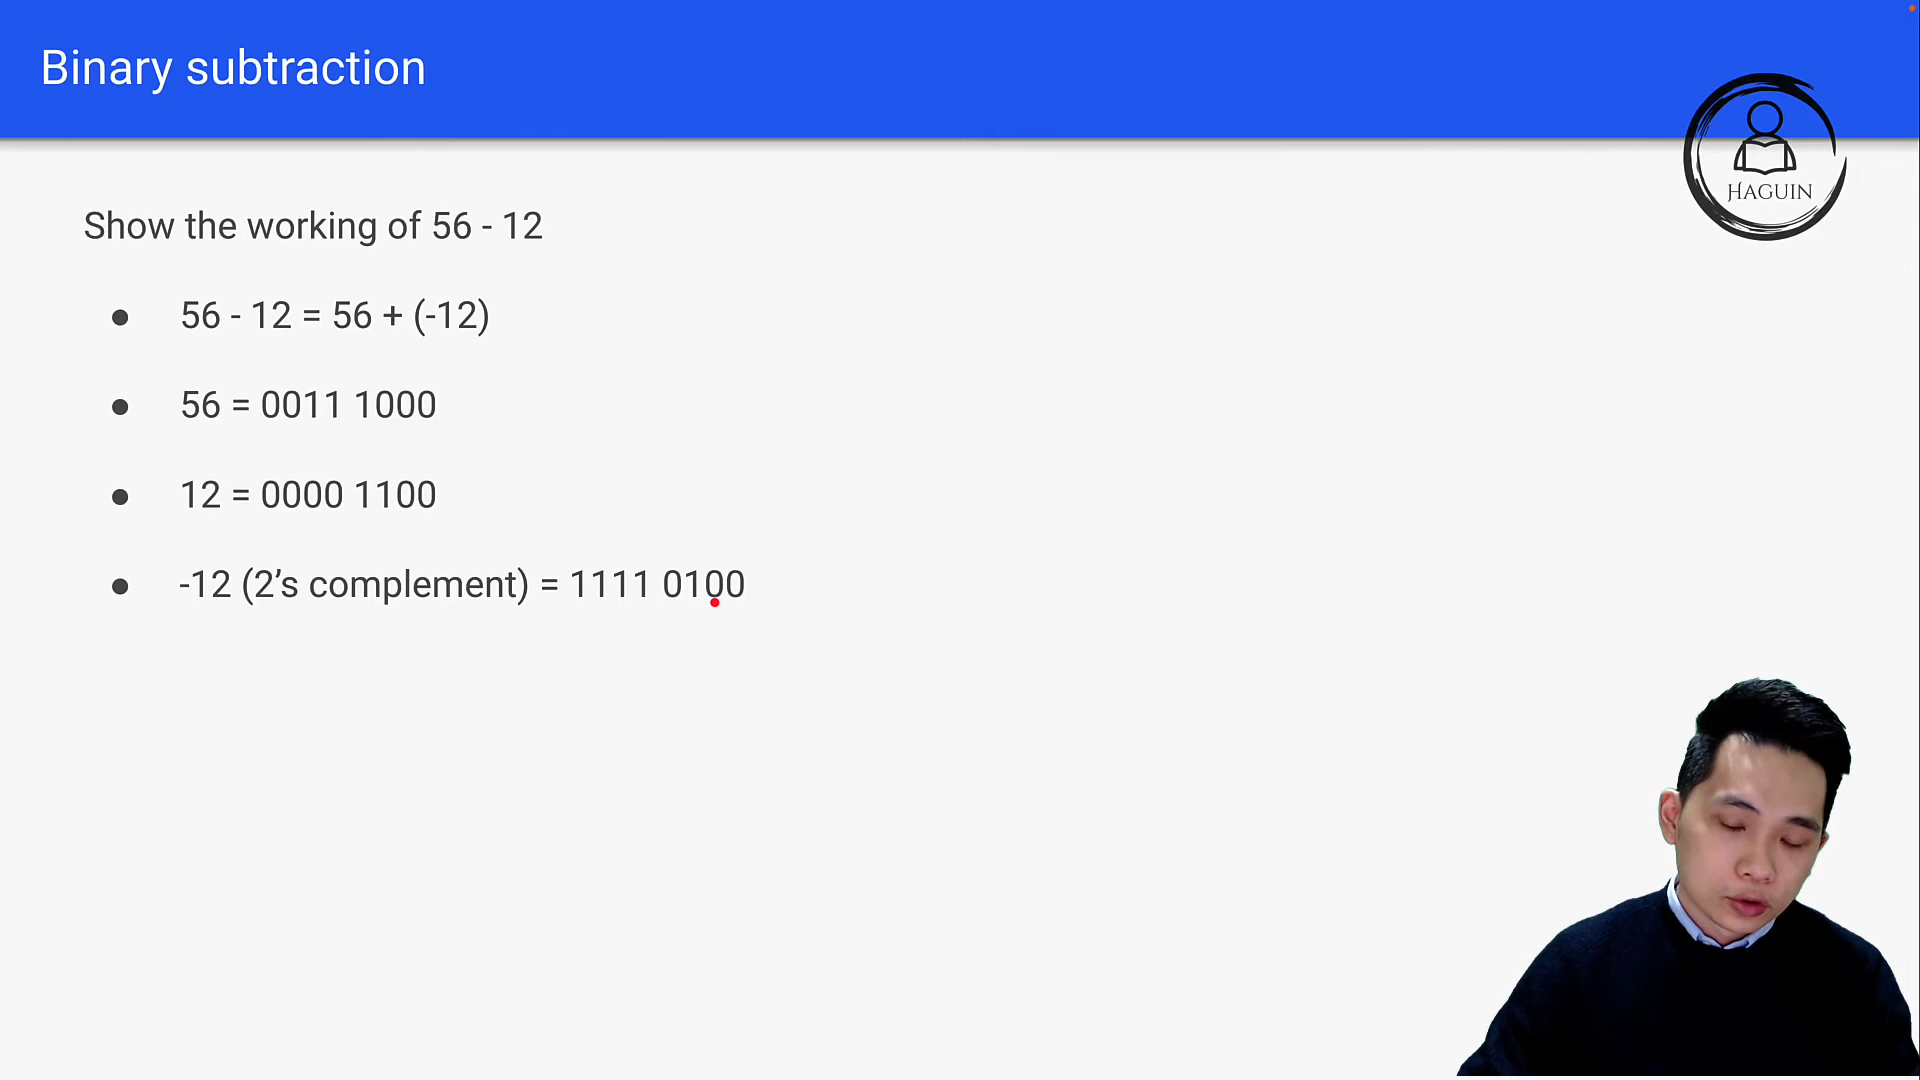 Binary subtraction
HAGUIN
Show the working of 56 - 12
● 56 - 12 = 56 + (-12)
● 56 = 0011 1000
● 12 = 0000 1100
● -12 (2’s complement) = 1111 0100